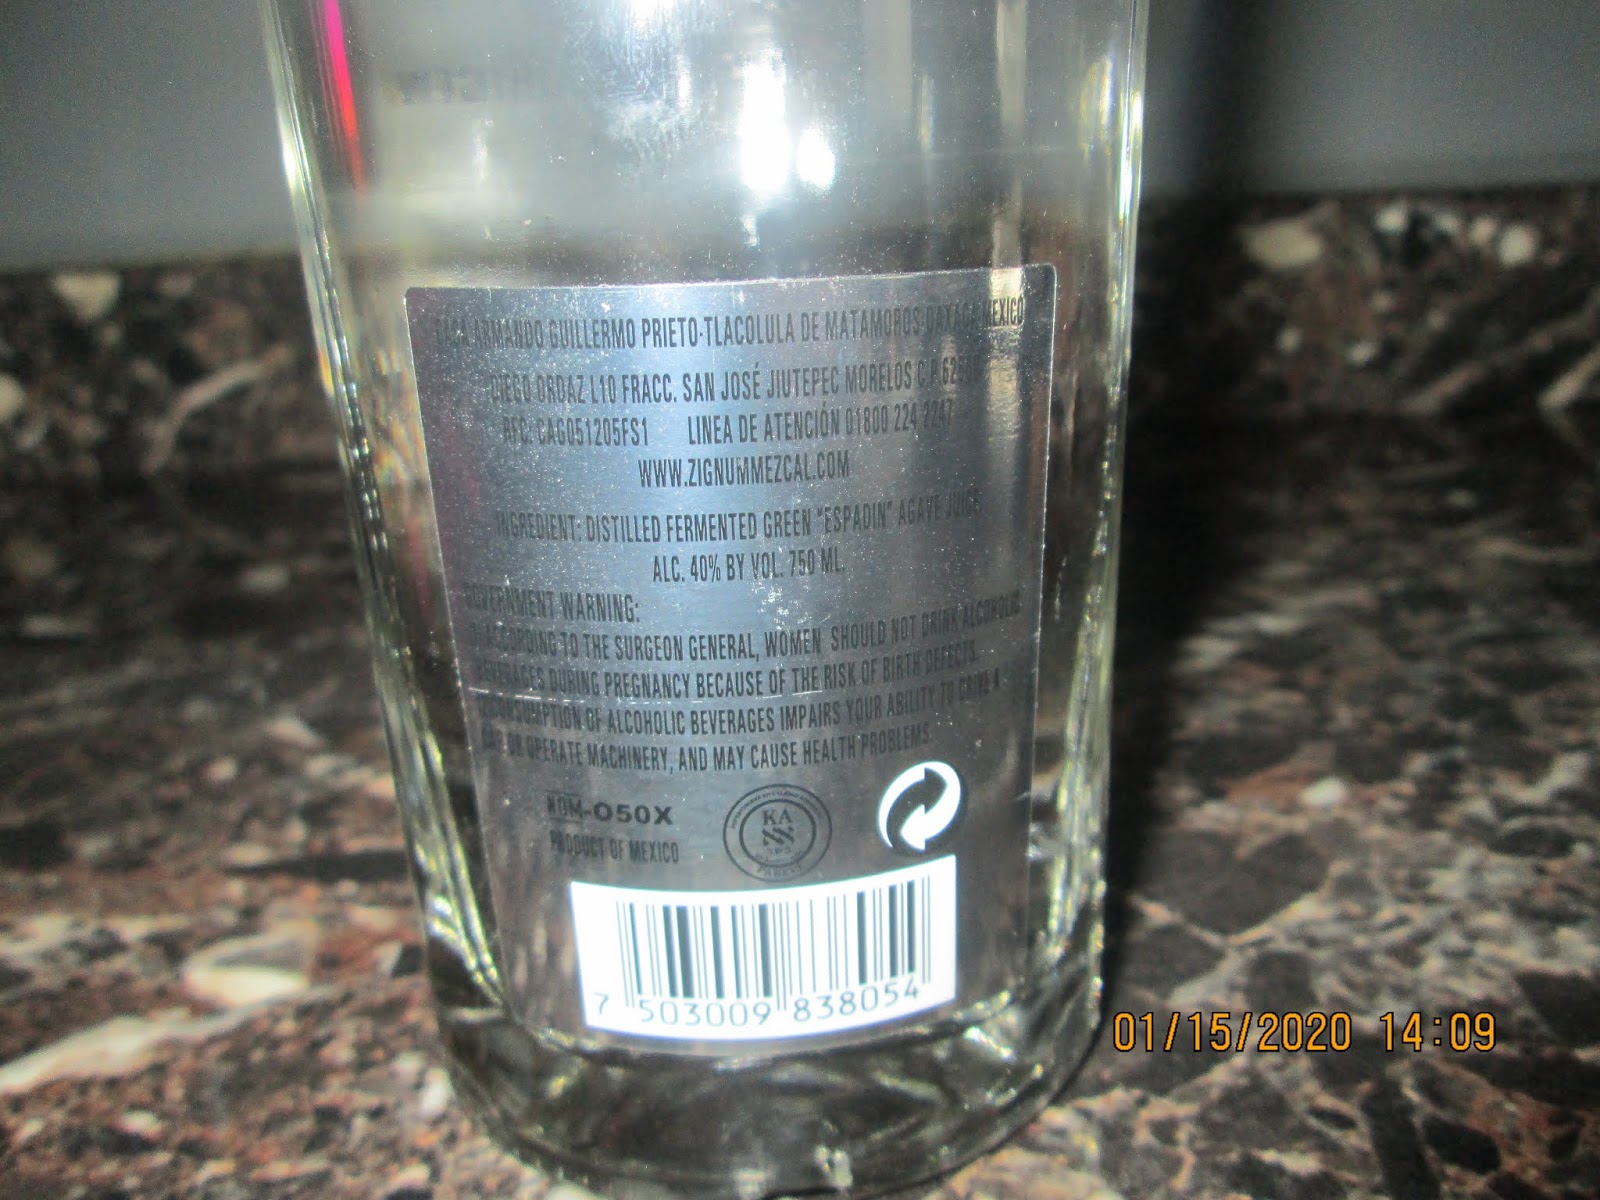 ARMANDO GUILLERMO PRIETO-TLACOLULA DE MATAMOROS-OAXACA MEXICO
DIEGO ORDAZ L10 FRACC. SAN JOSÉ JIUTEPEC MORELOS C.P.
RFC: CAG051205FS1 LINEA DE ATENCIÓN 01800 224 2247
WWW.ZIGNUMMEZCAL.COM
INGREDIENT: DISTILLED FERMENTED GREEN "ESPADIN" AGAVE JUICE
ALC. 40% BY VOL. 750 ML.
GOVERNMENT WARNING:
ACCORDING TO THE SURGEON GENERAL, WOMEN SHOULD NOT DRINK ALCOHOLIC
BEVERAGES DURING PREGNANCY BECAUSE OF THE RISK OF BIRTH DEFECTS.
CONSUMPTION OF ALCOHOLIC BEVERAGES IMPAIRS YOUR ABILITY TO DRIVE A
CAR OR OPERATE MACHINERY, AND MAY CAUSE HEALTH PROBLEMS.
NOM-O50X
PRODUCT OF MEXICO
KA
7 503009 838054
01/15/2020 14:09